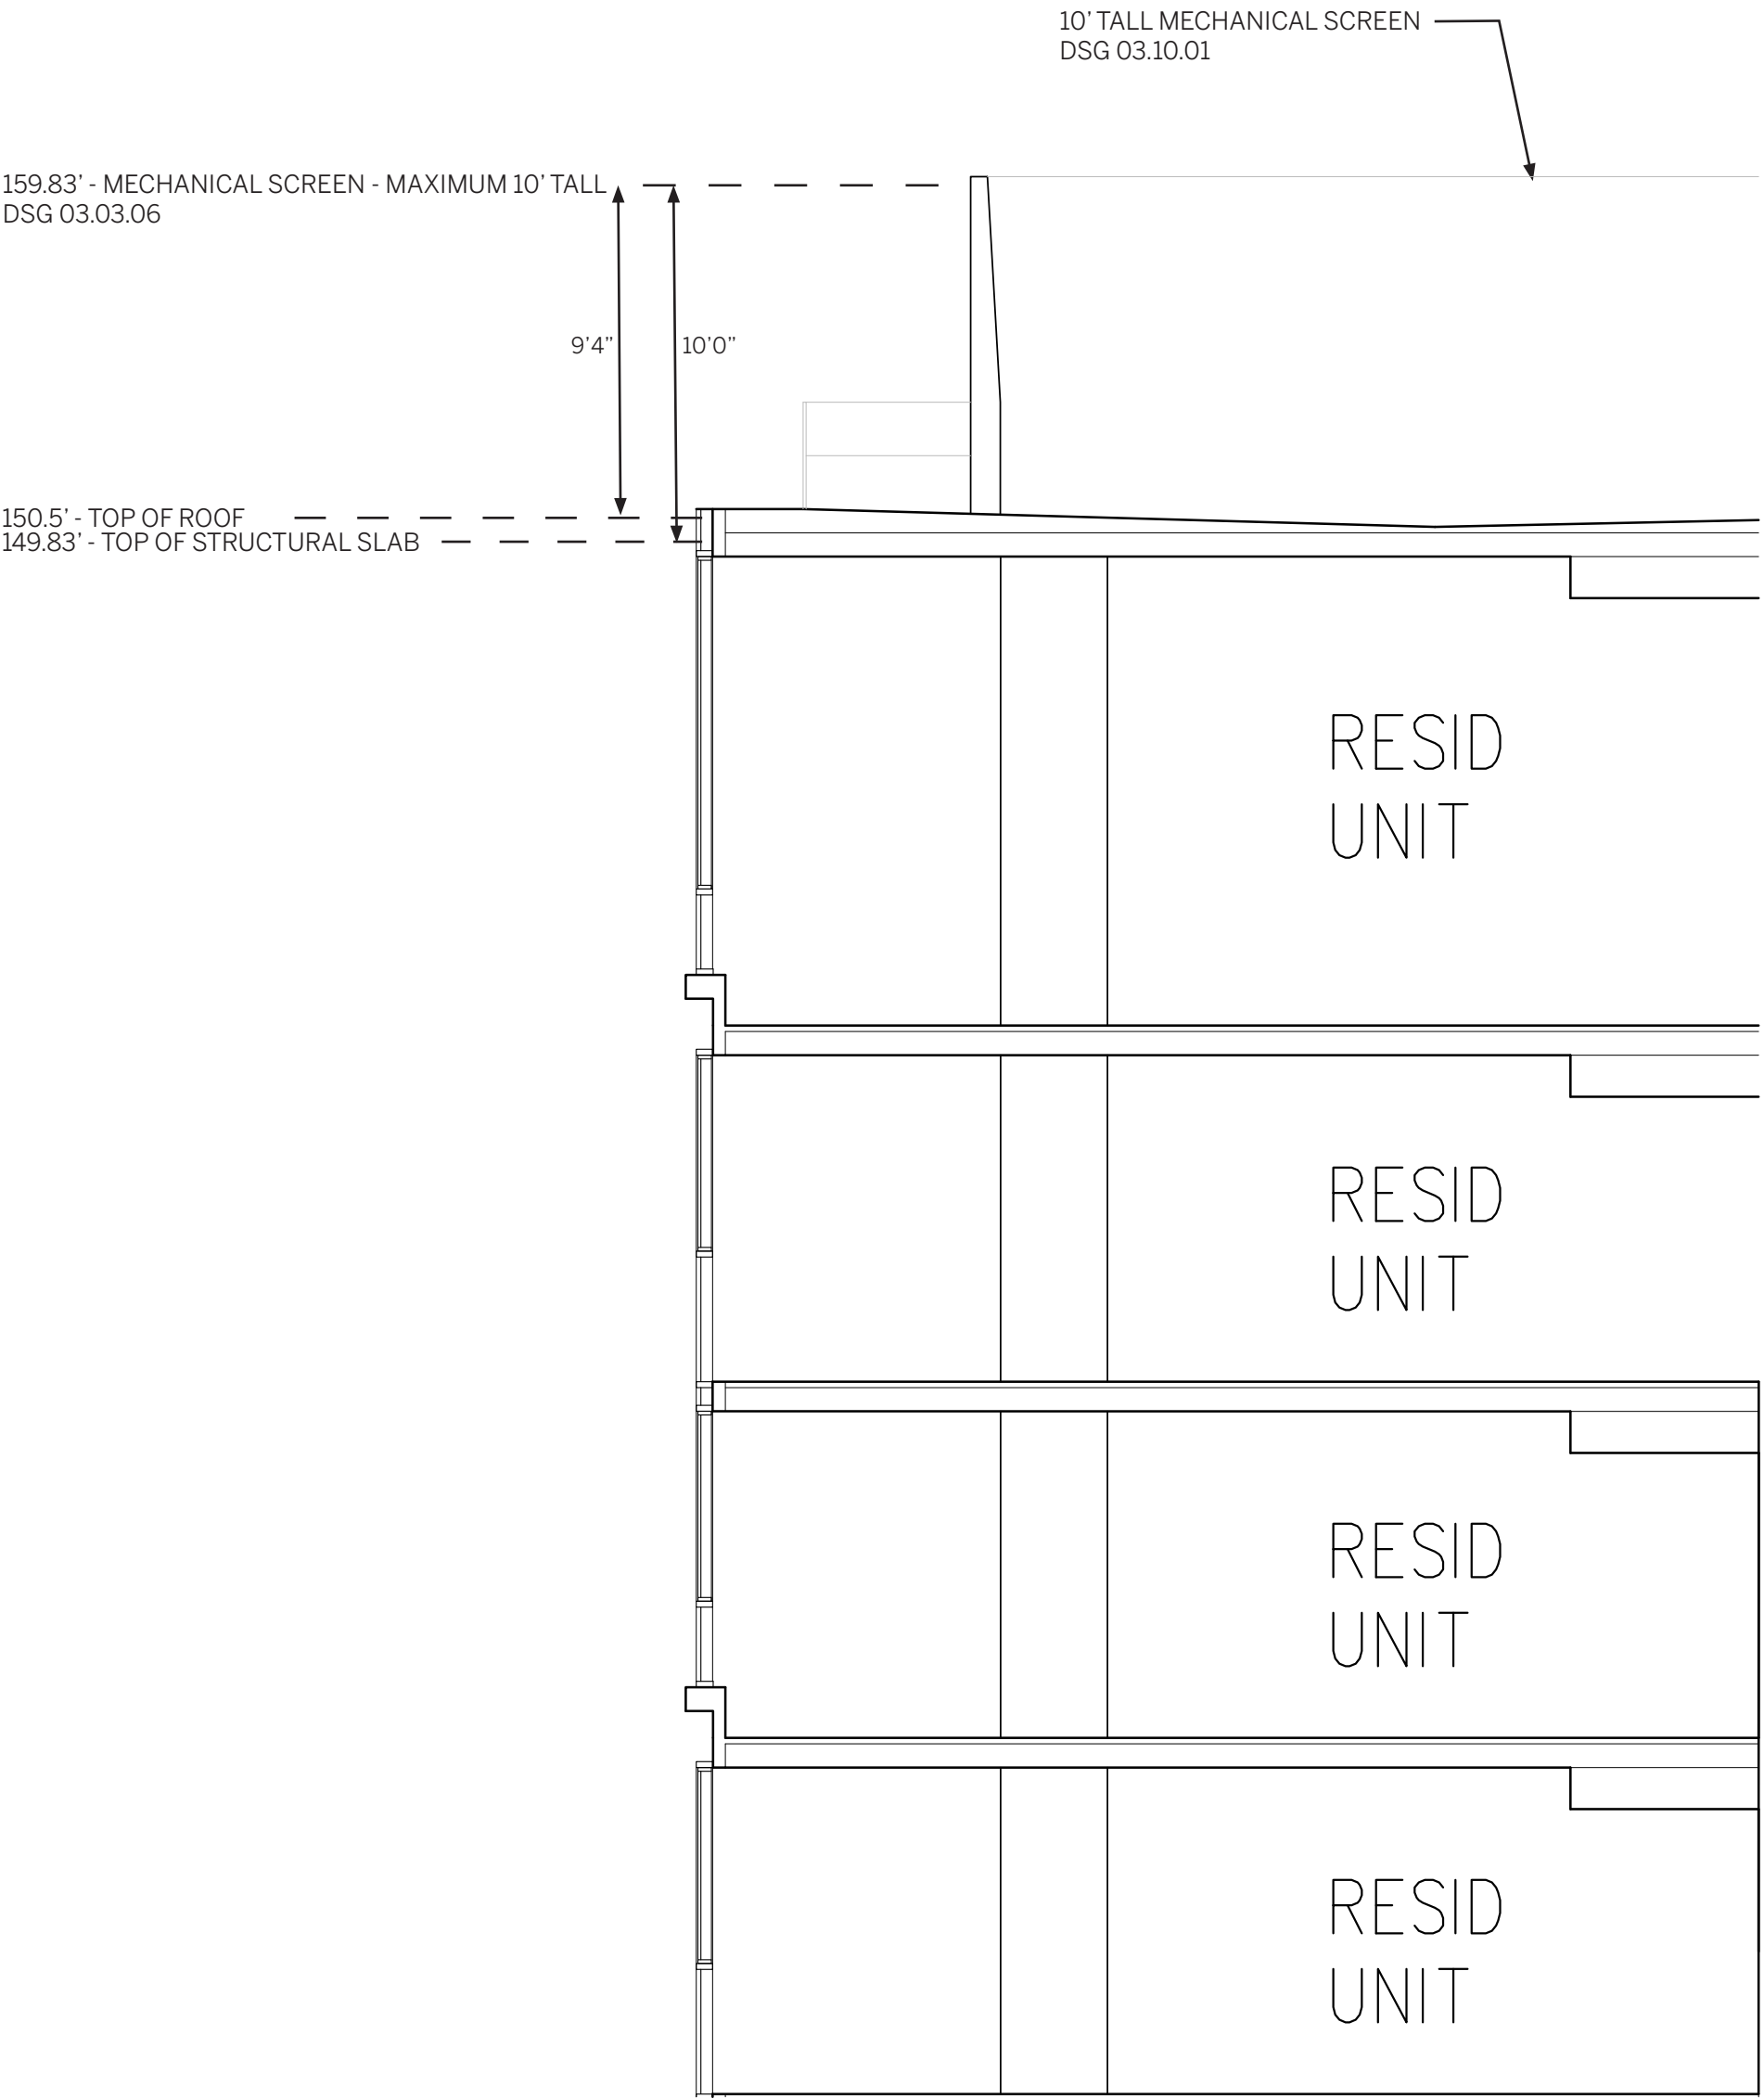 10’ TALL MECHANICAL SCREEN
DSG 03.10.01
159.83’ - MECHANICAL SCREEN - MAXIMUM 10’ TALL
DSG 03.03.06
9’4”
10’0”
150.5’ - TOP OF ROOF
149.83’ - TOP OF STRUCTURAL SLAB
RESID
UNIT
RESID
UNIT
RESID
UNIT
RESID
UNIT